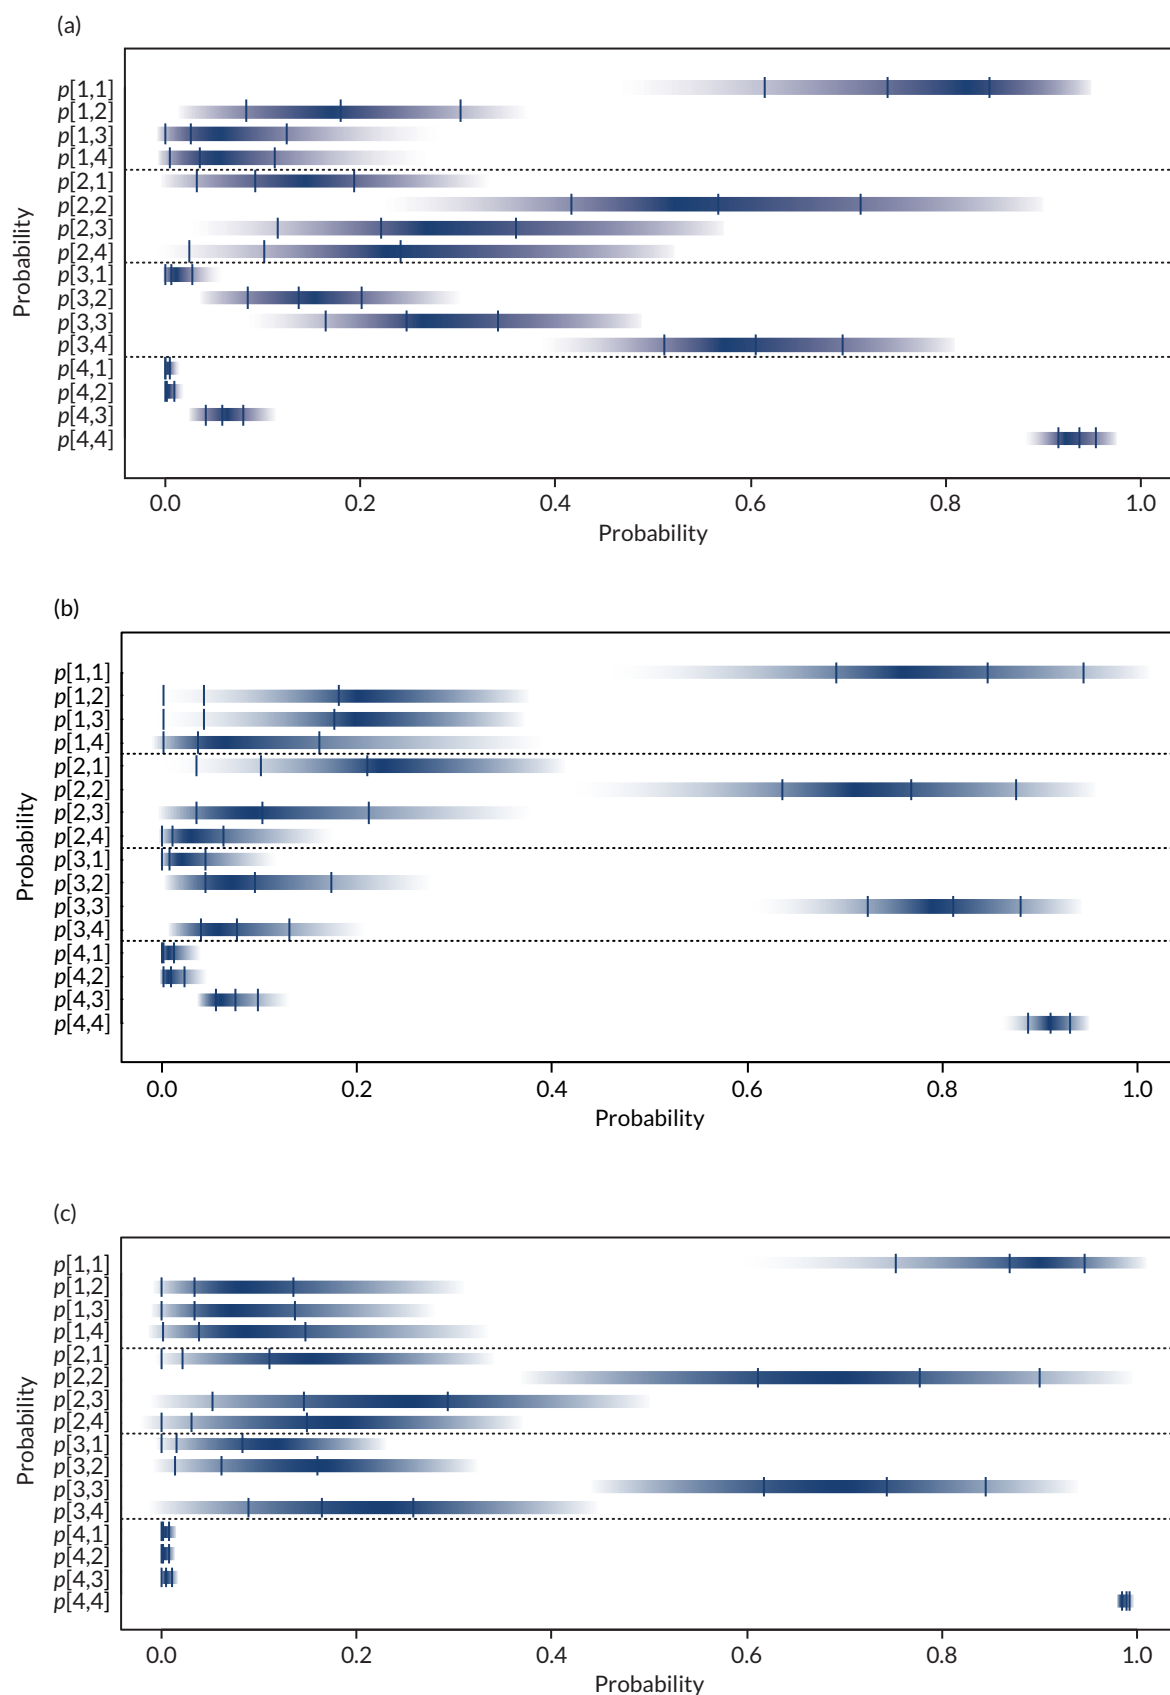 (a)
Probability
p[1,1]
p[1,2]
p[1,3]
p[1,4]
p[2,1]
p[2,2]
p[2,3]
p[2,4]
p[3,1]
p[3,2]
p[3,3]
p[3,4]
p[4,1]
p[4,2]
p[4,3]
p[4,4]
0.0 0.2 0.4 0.6 0.8 1.0
Probability
(b)
Probability
p[1,1]
p[1,2]
p[1,3]
p[1,4]
p[2,1]
p[2,2]
p[2,3]
p[2,4]
p[3,1]
p[3,2]
p[3,3]
p[3,4]
p[4,1]
p[4,2]
p[4,3]
p[4,4]
0.0 0.2 0.4 0.6 0.8 1.0
Probability
(c)
Probability
p[1,1]
p[1,2]
p[1,3]
p[1,4]
p[2,1]
p[2,2]
p[2,3]
p[2,4]
p[3,1]
p[3,2]
p[3,3]
p[3,4]
p[4,1]
p[4,2]
p[4,3]
p[4,4]
0.0 0.2 0.4 0.6 0.8 1.0
Probability